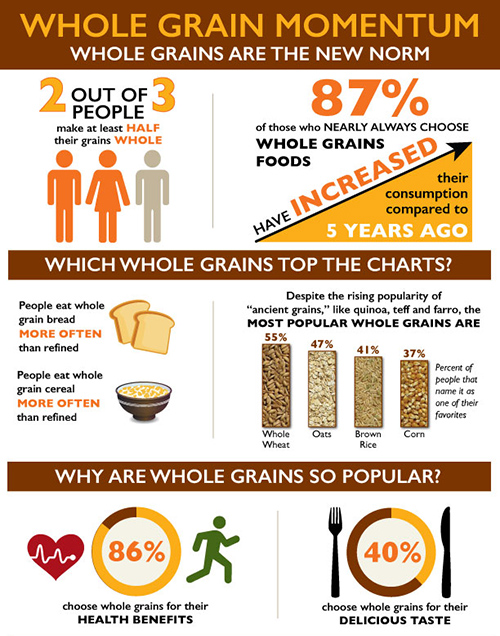 WHOLE GRAIN MOMENTUM
WHOLE GRAINS ARE THE NEW NORM
2 OUT OF 3
PEOPLE
make at least HALF
their grains WHOLE
87%
of those who NEARLY ALWAYS CHOOSE
WHOLE GRAINS
FOODS
HAVE INCREASED
their
consumption
compared to
5 YEARS AGO
WHICH WHOLE GRAINS TOP THE CHARTS?
People eat whole
grain bread
MORE OFTEN
than refined
People eat whole
grain cereal
MORE OFTEN
than refined
Despite the rising popularity of
“ancient grains,” like quinoa, teff and farro, the
MOST POPULAR WHOLE GRAINS ARE
55%
47%
41%
37%
Percent of
people that
name it as
one of their
favorites
Whole
Wheat
Oats
Brown
Rice
Corn
WHY ARE WHOLE GRAINS SO POPULAR?
86%
choose whole grains for their
HEALTH BENEFITS
40%
choose whole grains for their
DELICIOUS TASTE